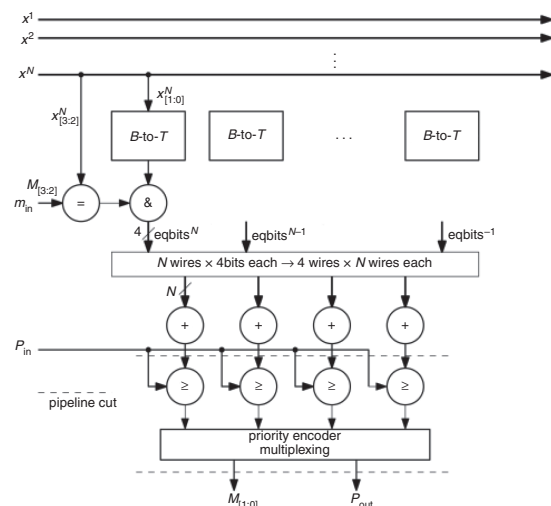 x¹
x²
⋮
xᴺ
xᴺ[3:2]
xᴺ[1:0]
B-to-T
B-to-T
...
B-to-T
M[3:2]
min
=
&
4
eqbitsᴺ
eqbitsᴺ⁻¹
eqbits⁻¹
N wires × 4bits each → 4 wires × N wires each
N
+
+
+
+
Pin
≥
≥
≥
≥
pipeline cut
priority encoder
multiplexing
M[1:0]
Pout